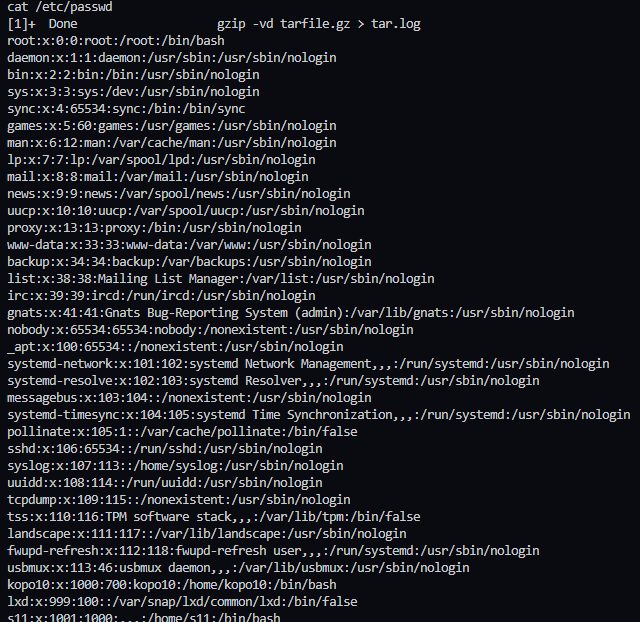 cat /etc/passwd
[1]+  Done                    gzip -vd tarfile.gz > tar.log
root:x:0:0:root:/root:/bin/bash
daemon:x:1:1:daemon:/usr/sbin:/usr/sbin/nologin
bin:x:2:2:bin:/bin:/usr/sbin/nologin
sys:x:3:3:sys:/dev:/usr/sbin/nologin
sync:x:4:65534:sync:/bin:/bin/sync
games:x:5:60:games:/usr/games:/usr/sbin/nologin
man:x:6:12:man:/var/cache/man:/usr/sbin/nologin
lp:x:7:7:lp:/var/spool/lpd:/usr/sbin/nologin
mail:x:8:8:mail:/var/mail:/usr/sbin/nologin
news:x:9:9:news:/var/spool/news:/usr/sbin/nologin
uucp:x:10:10:uucp:/var/spool/uucp:/usr/sbin/nologin
proxy:x:13:13:proxy:/bin:/usr/sbin/nologin
www-data:x:33:33:www-data:/var/www:/usr/sbin/nologin
backup:x:34:34:backup:/var/backups:/usr/sbin/nologin
list:x:38:38:Mailing List Manager:/var/list:/usr/sbin/nologin
irc:x:39:39:ircd:/run/ircd:/usr/sbin/nologin
gnats:x:41:41:Gnats Bug-Reporting System (admin):/var/lib/gnats:/usr/sbin/nologin
nobody:x:65534:65534:nobody:/nonexistent:/usr/sbin/nologin
_apt:x:100:65534::/nonexistent:/usr/sbin/nologin
systemd-network:x:101:102:systemd Network Management,,,:/run/systemd:/usr/sbin/nologin
systemd-resolve:x:102:103:systemd Resolver,,,:/run/systemd:/usr/sbin/nologin
messagebus:x:103:104::/nonexistent:/usr/sbin/nologin
systemd-timesync:x:104:105:systemd Time Synchronization,,,:/run/systemd:/usr/sbin/nologin
pollinate:x:105:1::/var/cache/pollinate:/bin/false
sshd:x:106:65534::/run/sshd:/usr/sbin/nologin
syslog:x:107:113::/home/syslog:/usr/sbin/nologin
uuidd:x:108:114::/run/uuidd:/usr/sbin/nologin
tcpdump:x:109:115::/nonexistent:/usr/sbin/nologin
tss:x:110:116:TPM software stack,,,:/var/lib/tpm:/bin/false
landscape:x:111:117::/var/lib/landscape:/usr/sbin/nologin
fwupd-refresh:x:112:118:fwupd-refresh user,,,:/run/systemd:/usr/sbin/nologin
usbmux:x:113:46:usbmux daemon,,,:/var/lib/usbmux:/usr/sbin/nologin
kopo10:x:1000:700:kopo10:/home/kopo10:/bin/bash
lxd:x:999:100::/var/snap/lxd/common/lxd:/bin/false
s11:x:1001:1000:,,,:/home/s11:/bin/bash